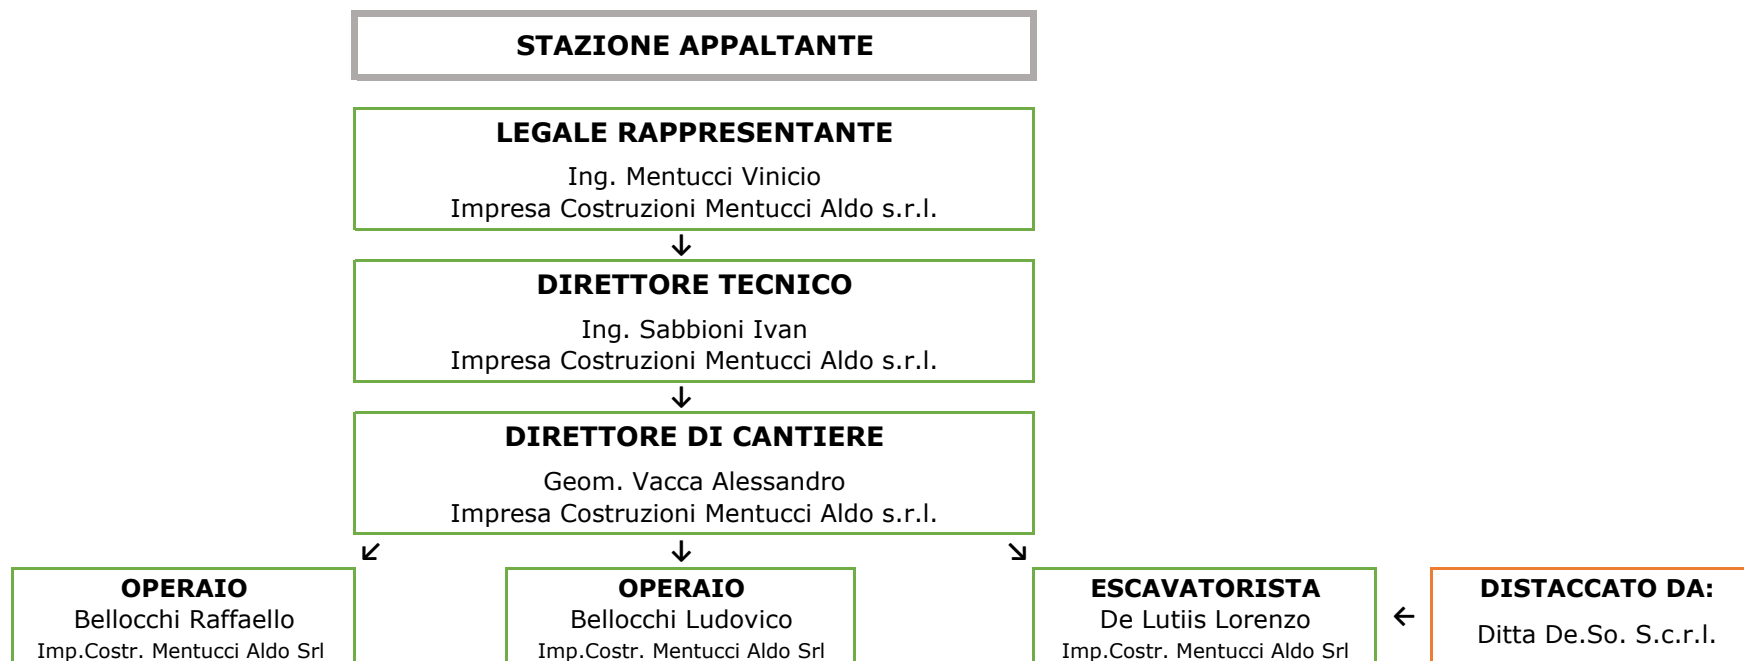 STAZIONE APPALTANTE
LEGALE RAPPRESENTANTE
Ing. Mentucci Vinicio
Impresa Costruzioni Mentucci Aldo s.r.l.
DIRETTORE TECNICO
Ing. Sabbioni Ivan
Impresa Costruzioni Mentucci Aldo s.r.l.
DIRETTORE DI CANTIERE
Geom. Vacca Alessandro
Impresa Costruzioni Mentucci Aldo s.r.l.
OPERAIO
Bellocchi Raffaello
Imp.Costr. Mentucci Aldo Srl
OPERAIO
Bellocchi Ludovico
Imp.Costr. Mentucci Aldo Srl
ESCAVATORISTA
De Lutiis Lorenzo
Imp.Costr. Mentucci Aldo Srl
DISTACCATO DA:
Ditta De.So. S.c.r.l.